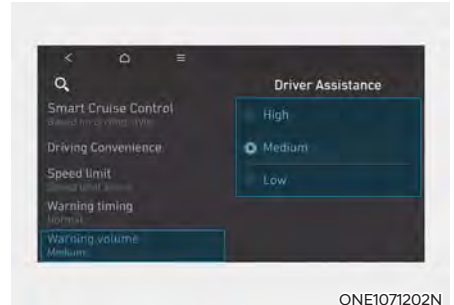 Driver Assistance
Smart Cruise Control
Driving Convenience
Speed limit
Warning timing
Normal
Warning volume
Medium
High
Medium
Low
ONE1071202N